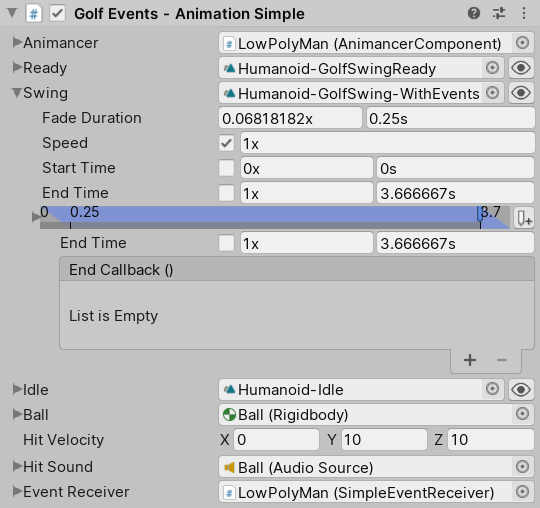 Golf Events - Animation Simple
Animancer LowPolyMan (AnimancerComponent)
Ready Humanoid-GolfSwingReady
Swing Humanoid-GolfSwing-WithEvents
Fade Duration 0.06818182x 0.25s
Speed 1x
Start Time 0x 0s
End Time 1x 3.666667s
0 0.25 3.7
End Time 1x 3.666667s
End Callback ()
List is Empty
Idle Humanoid-Idle
Ball Ball (Rigidbody)
Hit Velocity X 0 Y 10 Z 10
Hit Sound Ball (Audio Source)
Event Receiver LowPolyMan (SimpleEventReceiver)